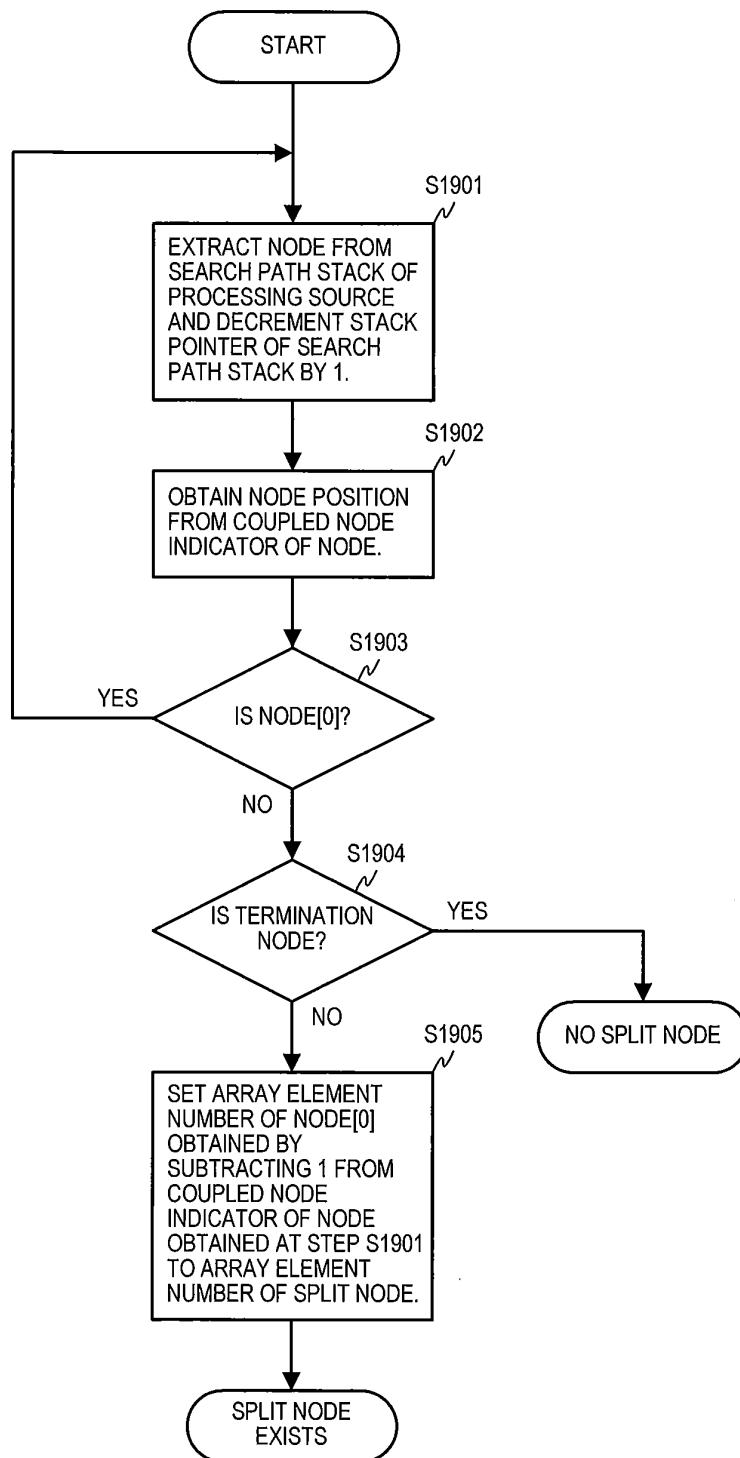 START
S1901
EXTRACT NODE FROM
SEARCH PATH STACK OF
PROCESSING SOURCE
AND DECREMENT STACK
POINTER OF SEARCH
PATH STACK BY 1.
S1902
OBTAIN NODE POSITION
FROM COUPLED NODE
INDICATOR OF NODE.
S1903
YES
IS NODE[0]?
NO
S1904
IS TERMINATION
NODE?
YES
NO
NO SPLIT NODE
S1905
SET ARRAY ELEMENT
NUMBER OF NODE[0]
OBTAINED BY
SUBTRACTING 1 FROM
COUPLED NODE
INDICATOR OF NODE
OBTAINED AT STEP S1901
TO ARRAY ELEMENT
NUMBER OF SPLIT NODE.
SPLIT NODE
EXISTS